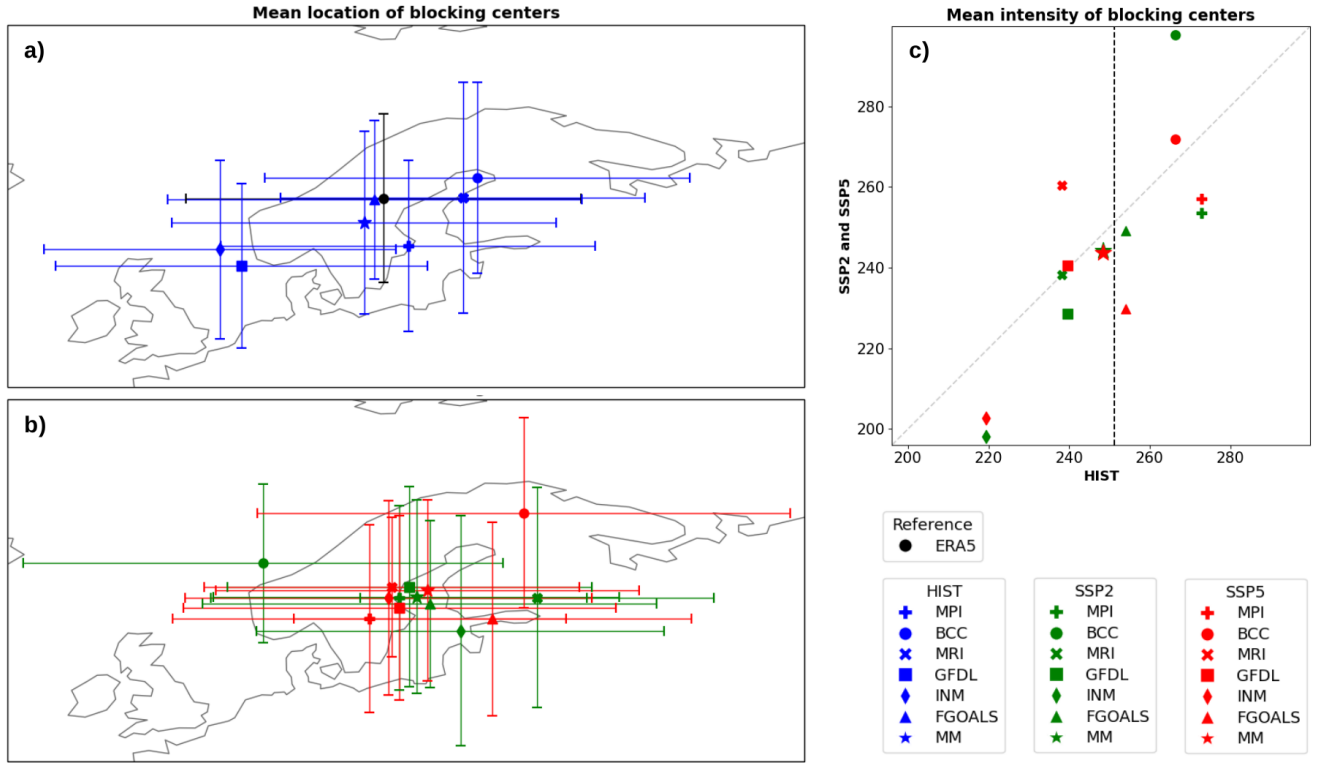 Mean location of blocking centers
a)
b)
Mean intensity of blocking centers
c)
SSP2 and SSP5
280
260
240
220
200
200 220 240 260 280
HIST
Reference
ERA5
HIST
MPI
BCC
MRI
GFDL
INM
FGOALS
MM
SSP2
MPI
BCC
MRI
GFDL
INM
FGOALS
MM
SSP5
MPI
BCC
MRI
GFDL
INM
FGOALS
MM